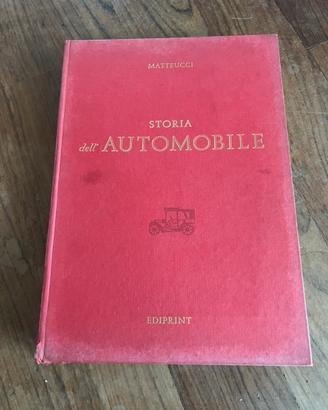 MATTEUCCI
STORIA
dell' AUTOMOBILE
EDIPRINT